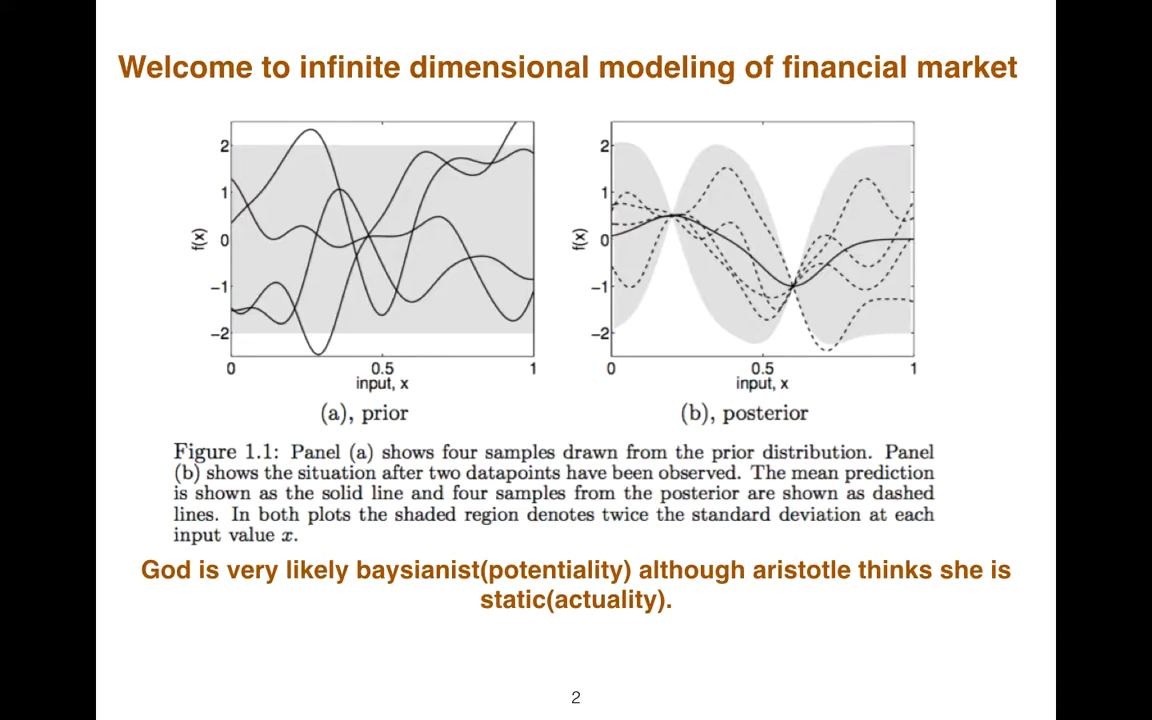 Welcome to infinite dimensional modeling of financial market
2
1
0
−1
−2
f(x)
0
0.5
1
input, x
(a), prior
2
1
0
−1
−2
f(x)
0
0.5
1
input, x
(b), posterior
Figure 1.1: Panel (a) shows four samples drawn from the prior distribution. Panel
(b) shows the situation after two datapoints have been observed. The mean prediction
is shown as the solid line and four samples from the posterior are shown as dashed
lines. In both plots the shaded region denotes twice the standard deviation at each
input value x.
God is very likely baysianist(potentiality) although aristotle thinks she is
static(actuality).
2